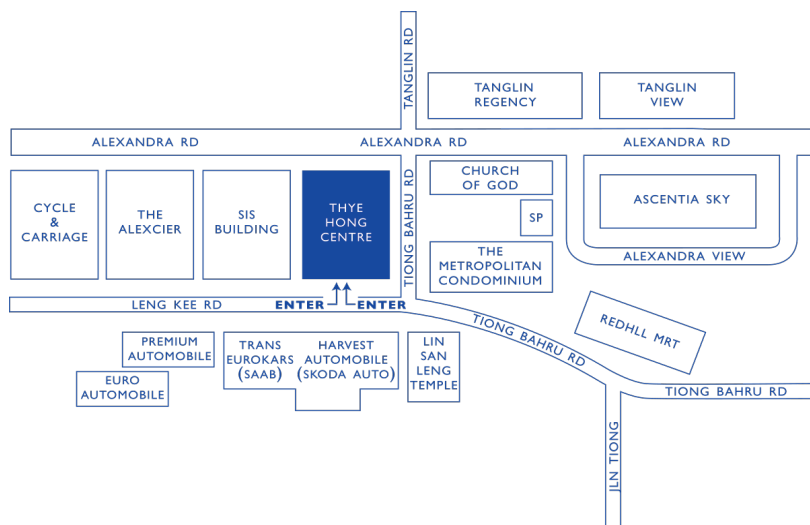 TANGLIN RD
TANGLIN
REGENCY
TANGLIN
VIEW
ALEXANDRA RD
ALEXANDRA RD
ALEXANDRA RD
CYCLE
&
CARRIAGE
THE
ALEXCIER
SIS
BUILDING
THYE
HONG
CENTRE
TIONG BAHRU RD
CHURCH
OF GOD
SP
ASCENTIA SKY
THE
METROPOLITAN
CONDOMINIUM
ALEXANDRA VIEW
LENG KEE RD
ENTER
ENTER
TIONG BAHRU RD
REDHLL MRT
PREMIUM
AUTOMOBILE
TRANS
EUROKARS
(SAAB)
HARVEST
AUTOMOBILE
(SKODA AUTO)
LIN
SAN
LENG
TEMPLE
EURO
AUTOMOBILE
TIONG BAHRU RD
JLN TIONG